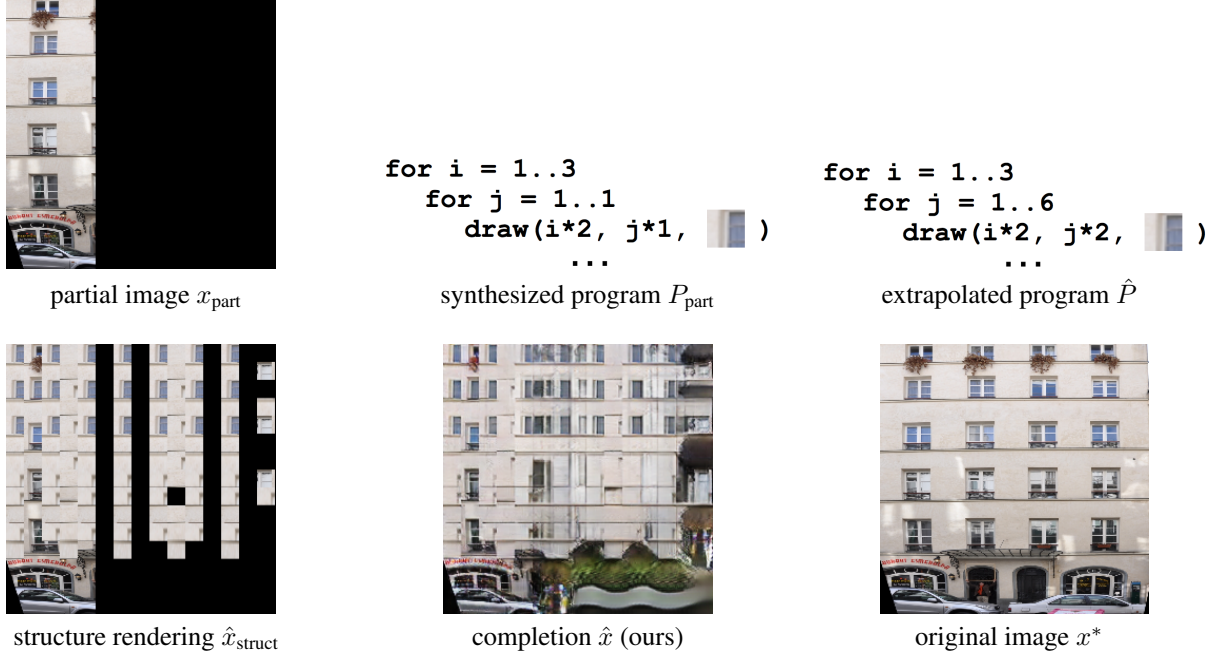 for i = 1..3
for j = 1..1
draw(i*2, j*1, )
...
for i = 1..3
for j = 1..6
draw(i*2, j*2, )
...
partial image x_part
synthesized program P_part
extrapolated program P̂
structure rendering x̂_struct
completion x̂ (ours)
original image x*